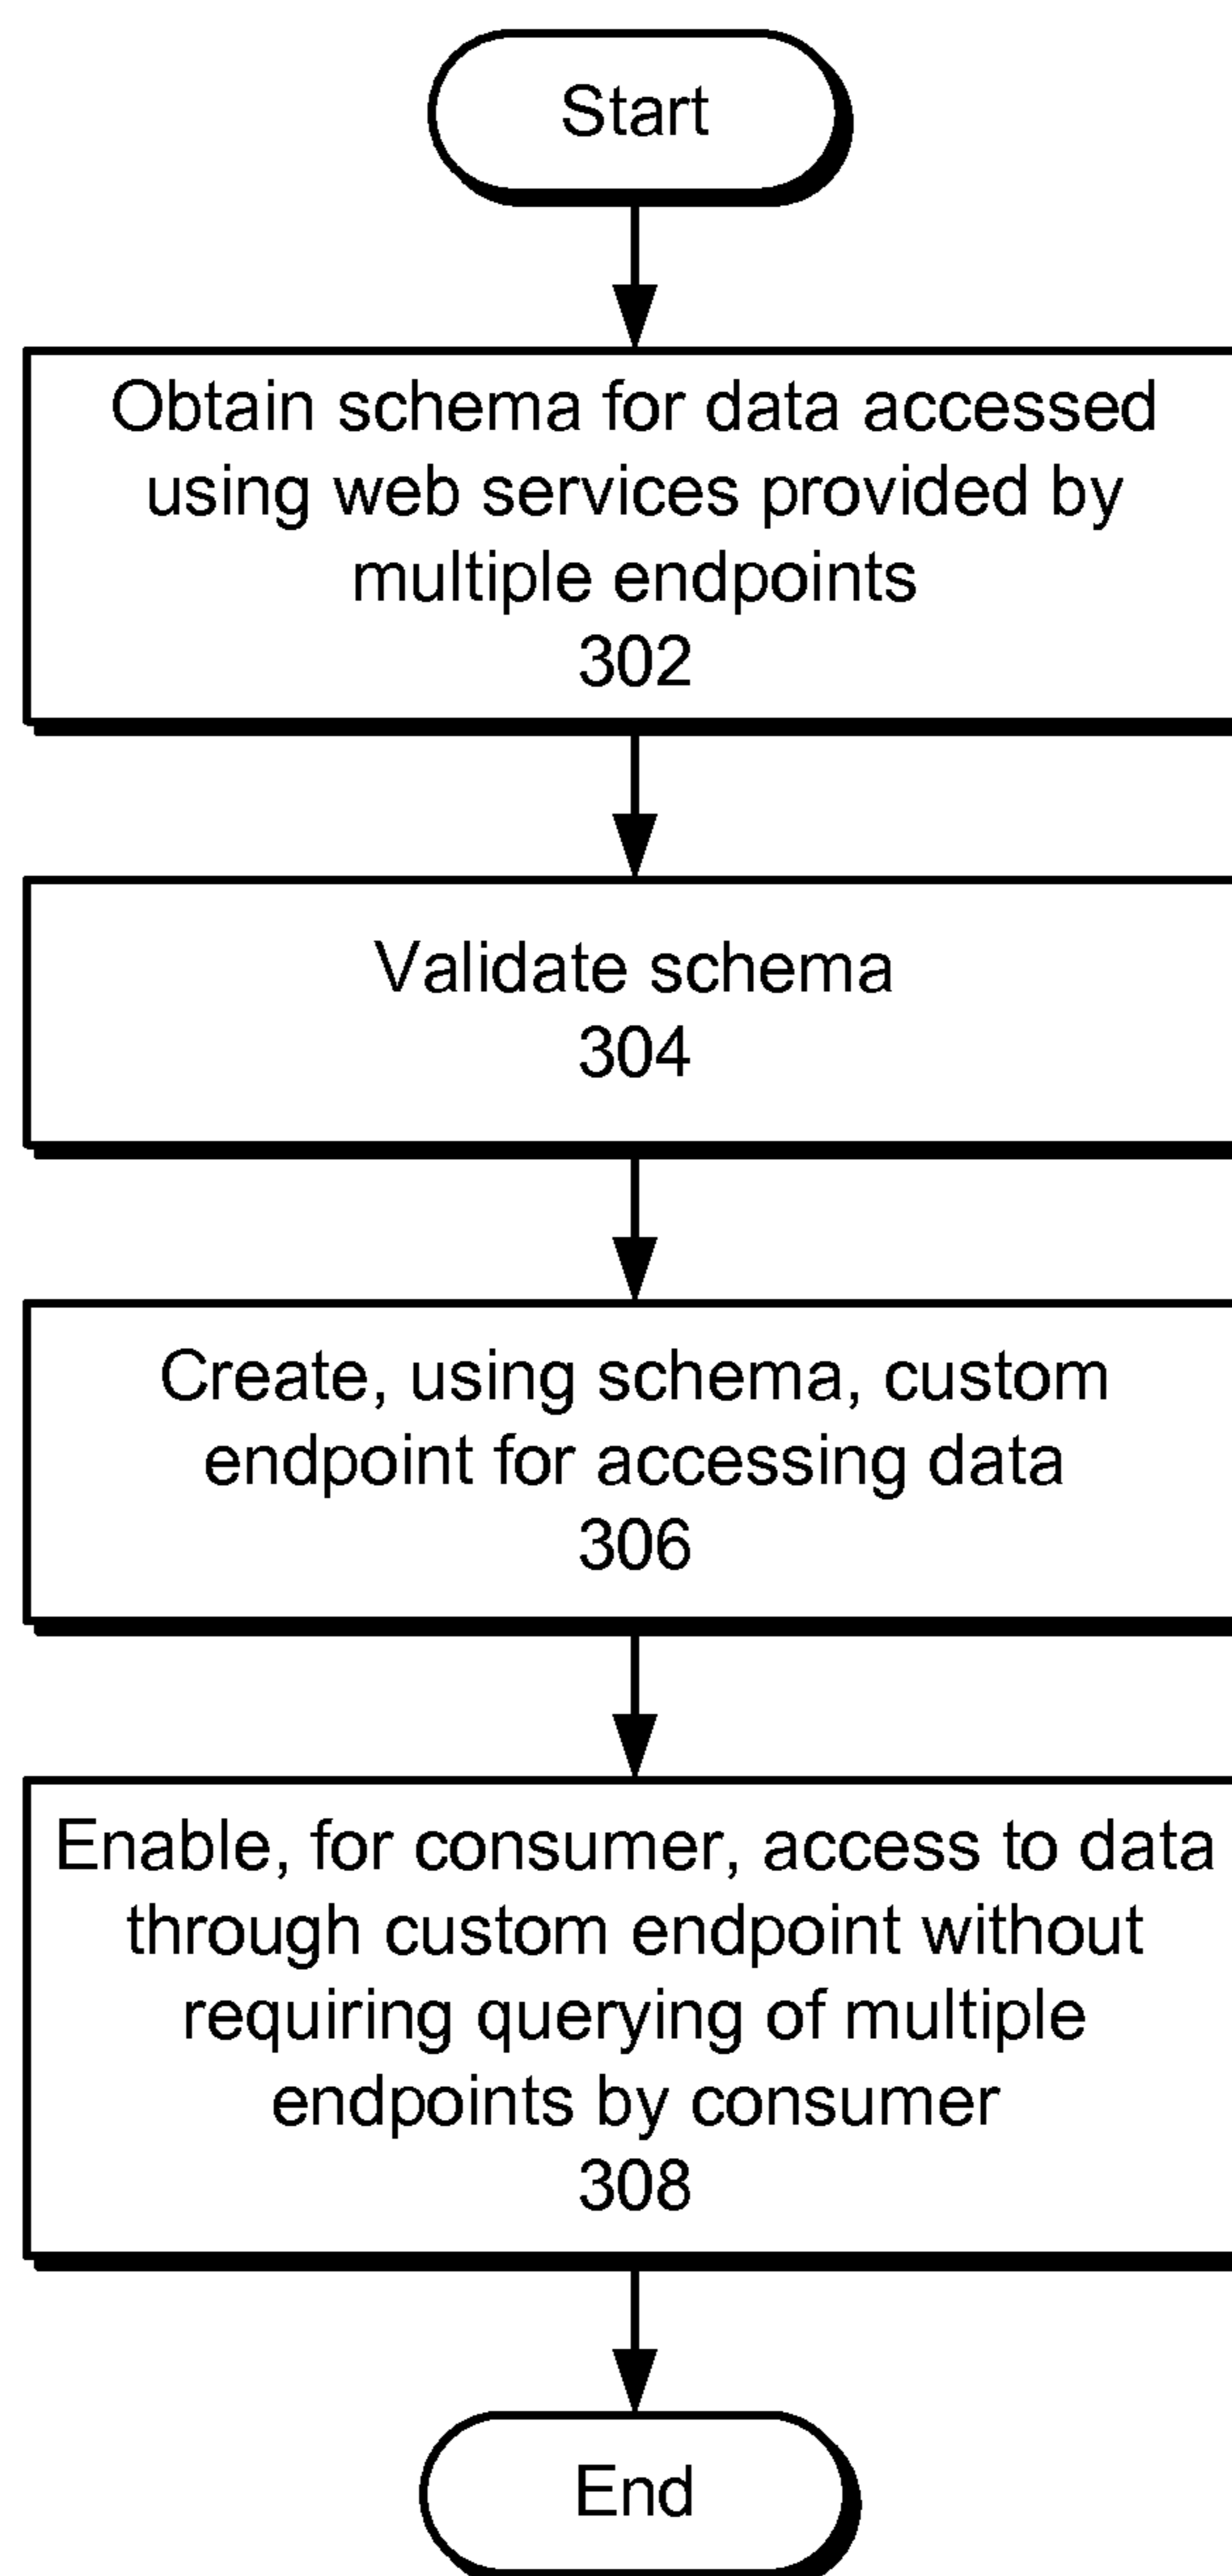 Start
Obtain schema for data accessed
using web services provided by
multiple endpoints
302
Validate schema
304
Create, using schema, custom
endpoint for accessing data
306
Enable, for consumer, access to data
through custom endpoint without
requiring querying of multiple
endpoints by consumer
308
End